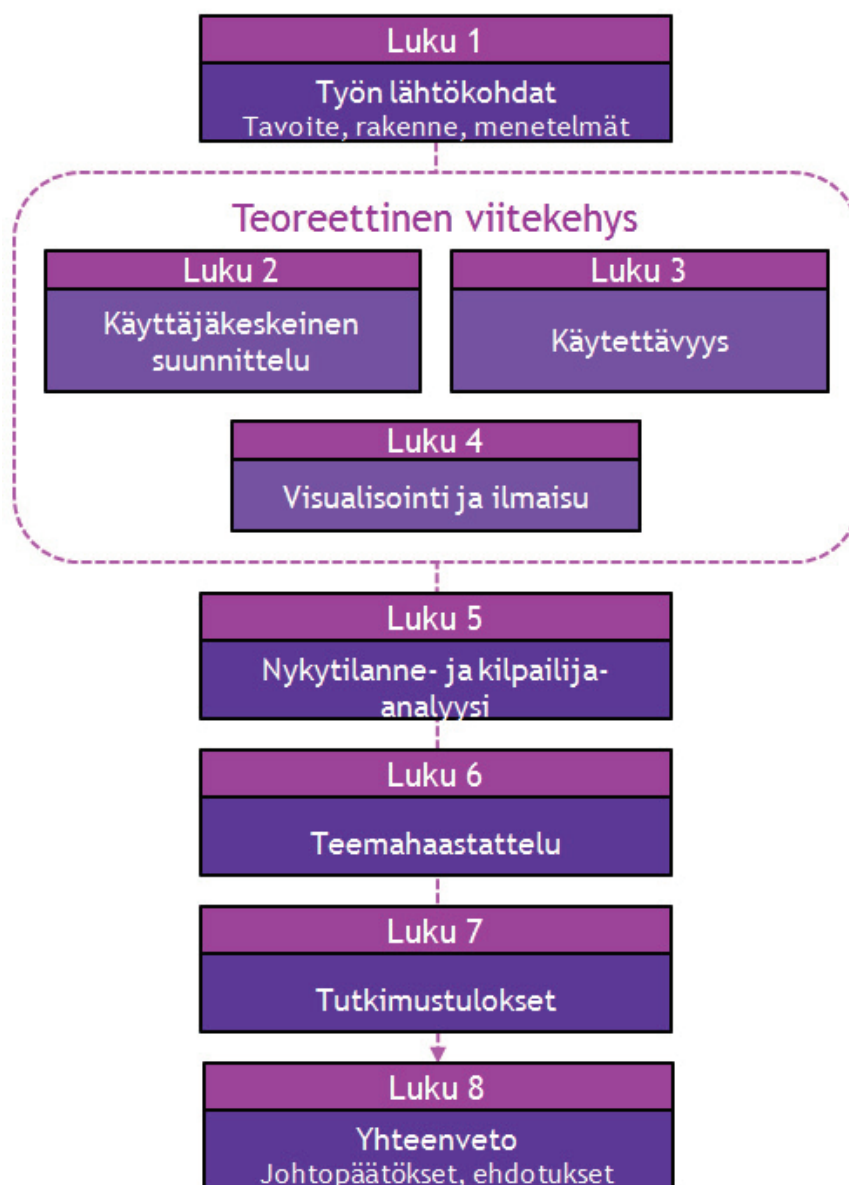 Luku 1
Työn lähtökohdat
Tavoite, rakenne, menetelmät
Teoreettinen viitekehys
Luku 2
Käyttäjäkeskeinen
suunnittelu
Luku 3
Käytettävyys
Luku 4
Visualisointi ja ilmaisu
Luku 5
Nykytilanne- ja kilpailija-
analyysi
Luku 6
Teemahaastattelu
Luku 7
Tutkimustulokset
Luku 8
Yhteenveto
Johtopäätökset, ehdotukset